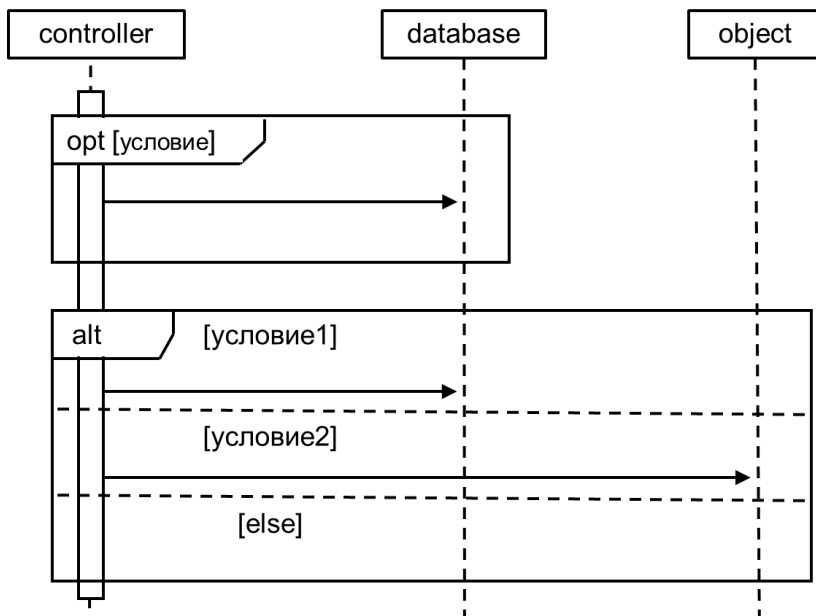 controller database object
opt [условие]
alt [условие1]
[условие2]
[else]